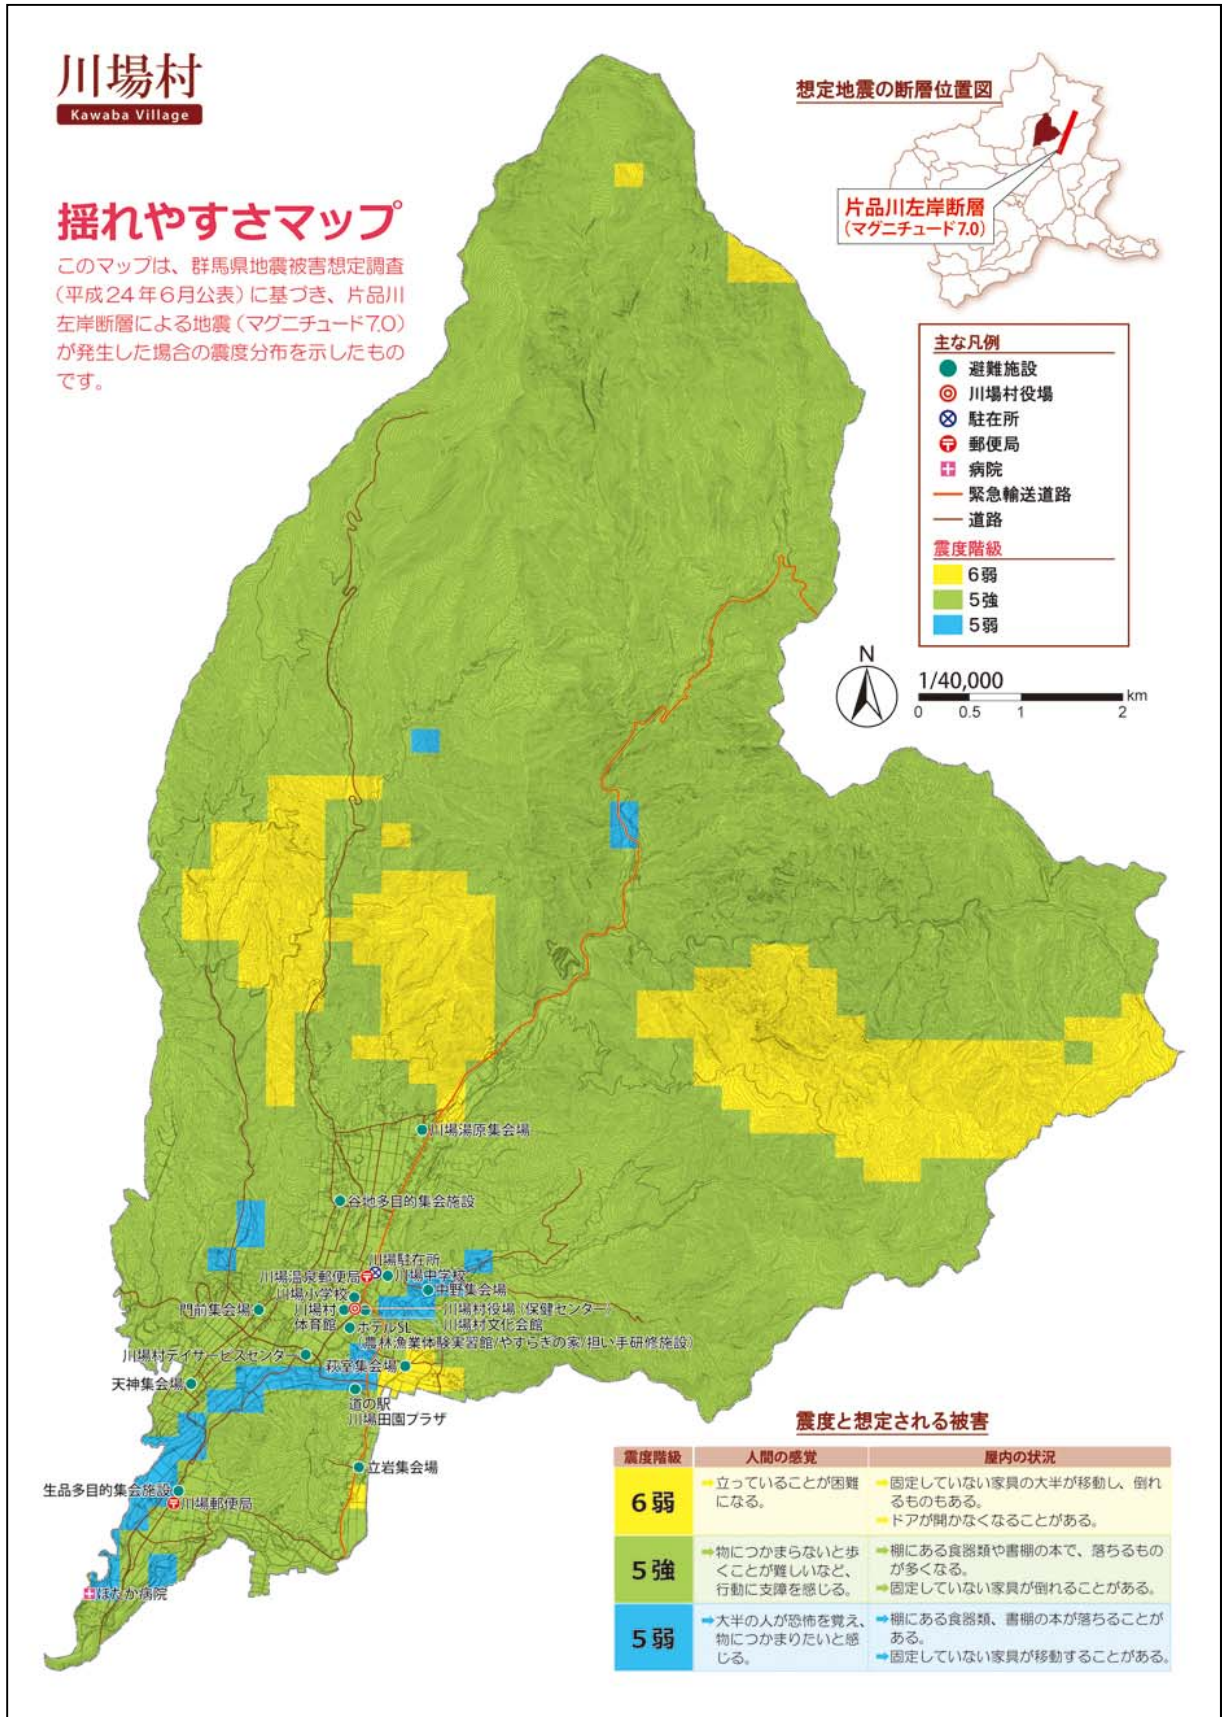 川場村
Kawaba Village
揺れやすさマップ
このマップは、群馬県地震被害想定調査
（平成24年6月公表）に基づき、片品川
左岸断層による地震（マグニチュード7.0）
が発生した場合の震度分布を示したもの
です。
想定地震の断層位置図
片品川左岸断層
（マグニチュード7.0）
主な凡例
避難施設
川場村役場
駐在所
郵便局
病院
緊急輸送道路
道路
震度階級
6弱
5強
5弱
N
1/40,000
km
0 0.5 1 2
川場湯原集会場
谷地多目的集会施設
川場駐在所
川場温泉郵便局
川場中学校
川場小学校
中野集会場
門前集会場
川場村
体育館
川場村役場（保健センター）
川場村文化会館
ホテルSL
（農林漁業体験実習館/やすらぎの家/担い手研修施設）
川場村デイサービスセンター
萩室集会場
天神集会場
道の駅
川場田園プラザ
立岩集会場
生品多目的集会施設
川場郵便局
ほたか病院
震度と想定される被害
震度階級 人間の感覚 屋内の状況
6弱
➡立っていることが困難
になる。
➡固定していない家具の大半が移動し、倒れ
るものもある。
➡ドアが開かなくなることがある。
5強
➡物につかまらないと歩
くことが難しいなど、
行動に支障を感じる。
➡棚にある食器類や書棚の本で、落ちるもの
が多くなる。
➡固定していない家具が倒れることがある。
5弱
➡大半の人が恐怖を覚え、
物につかまりたいと感
じる。
➡棚にある食器類、書棚の本が落ちることが
ある。
➡固定していない家具が移動することがある。